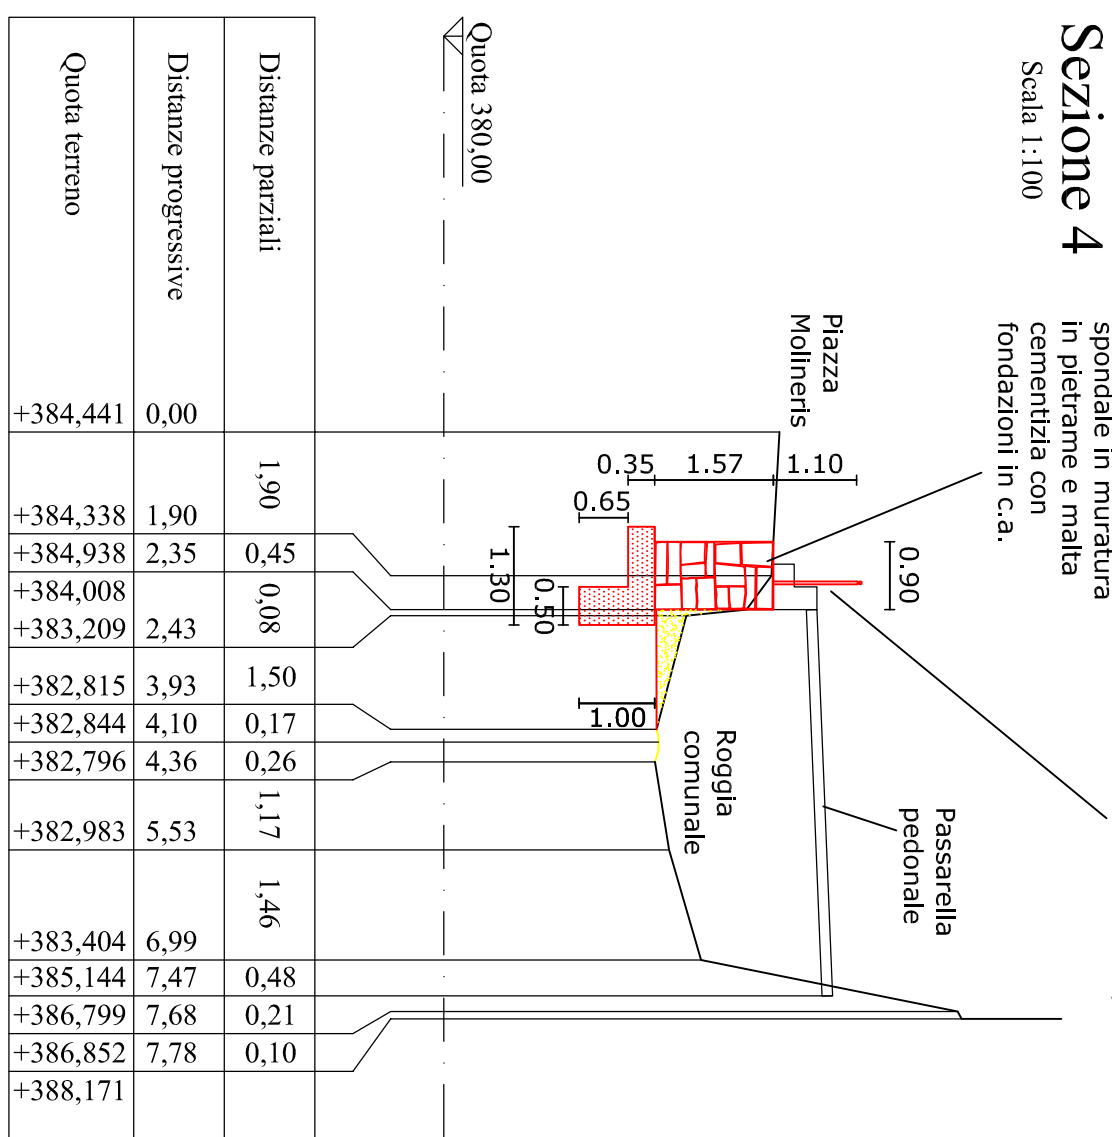 Sezione 4
Scala 1:100
spondale in muratura
in pietrame e malta
cementizia con
fondazioni in c.a.
Quota 380,00
Piazza
Molineris
Roggia
comunale
Passarella
pedonale
0.35 1.57 1.10
0.65
1.30
0.50
0.90
1.00
Distanze parziali
1,90
0,45
0,08
1,50
0,17
0,26
1,17
1,46
0,48
0,21
0,10
Distanze progressive
0,00
1,90
2,35
2,43
3,93
4,10
4,36
5,53
6,99
7,47
7,68
7,78
Quota terreno
+384,441
+384,338
+384,938
+384,008
+383,209
+382,815
+382,844
+382,796
+382,983
+383,404
+385,144
+386,799
+386,852
+388,171